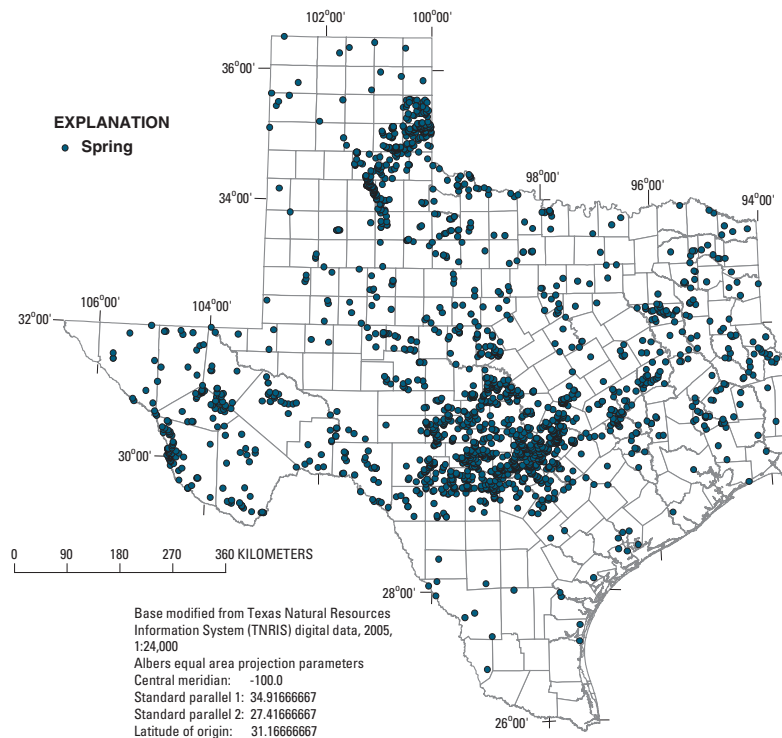 102°00'
100°00'
36°00'
EXPLANATION
Spring
34°00'
98°00'
96°00'
94°00'
106°00'
104°00'
32°00'
30°00'
0 90 180 270 360 KILOMETERS
28°00'
Base modified from Texas Natural Resources
Information System (TNRIS) digital data, 2005,
1:24,000
Albers equal area projection parameters
Central meridian: -100.0
Standard parallel 1: 34.91666667
Standard parallel 2: 27.41666667
Latitude of origin: 31.16666667
26°00'